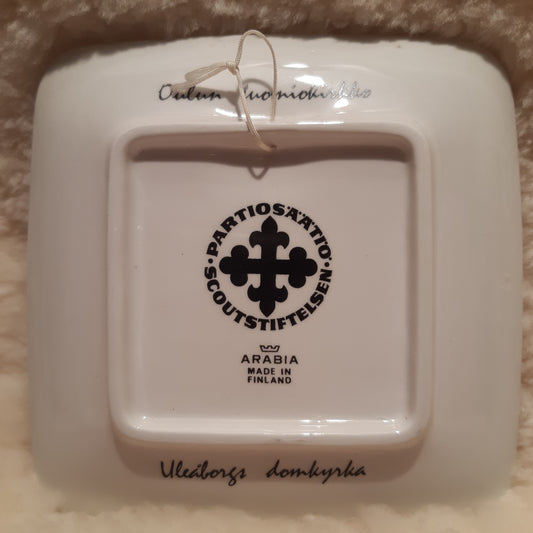 Oulun tuomiokirkko
PARTIOSÄÄTIÖ
SCOUTSTIFTELSEN
ARABIA
MADE IN
FINLAND
Uleåborgs domkyrka